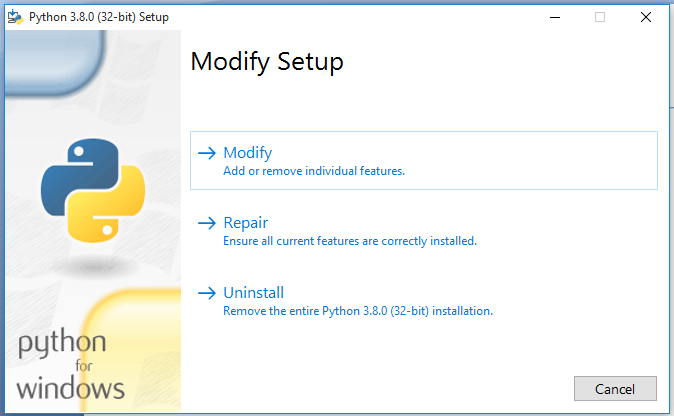 Python 3.8.0 (32-bit) Setup
Modify Setup
Modify
Add or remove individual features.
Repair
Ensure all current features are correctly installed.
Uninstall
Remove the entire Python 3.8.0 (32-bit) installation.
python
for
windows
Cancel